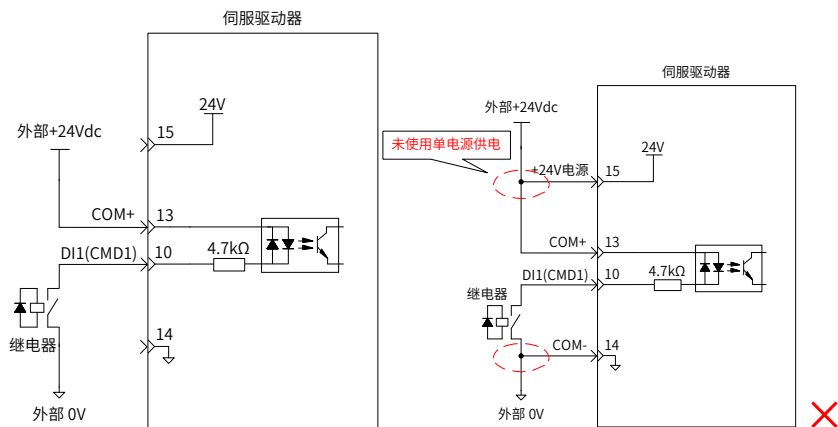 伺服驱动器
24V
15
外部+24Vdc
COM+
13
DI1(CMD1)
10
4.7kΩ
继电器
14
外部 0V
伺服驱动器
外部+24Vdc
未使用单电源供电
24V
+24V电源
15
COM+
13
DI1(CMD1)
10
4.7kΩ
继电器
COM-
14
外部 0V